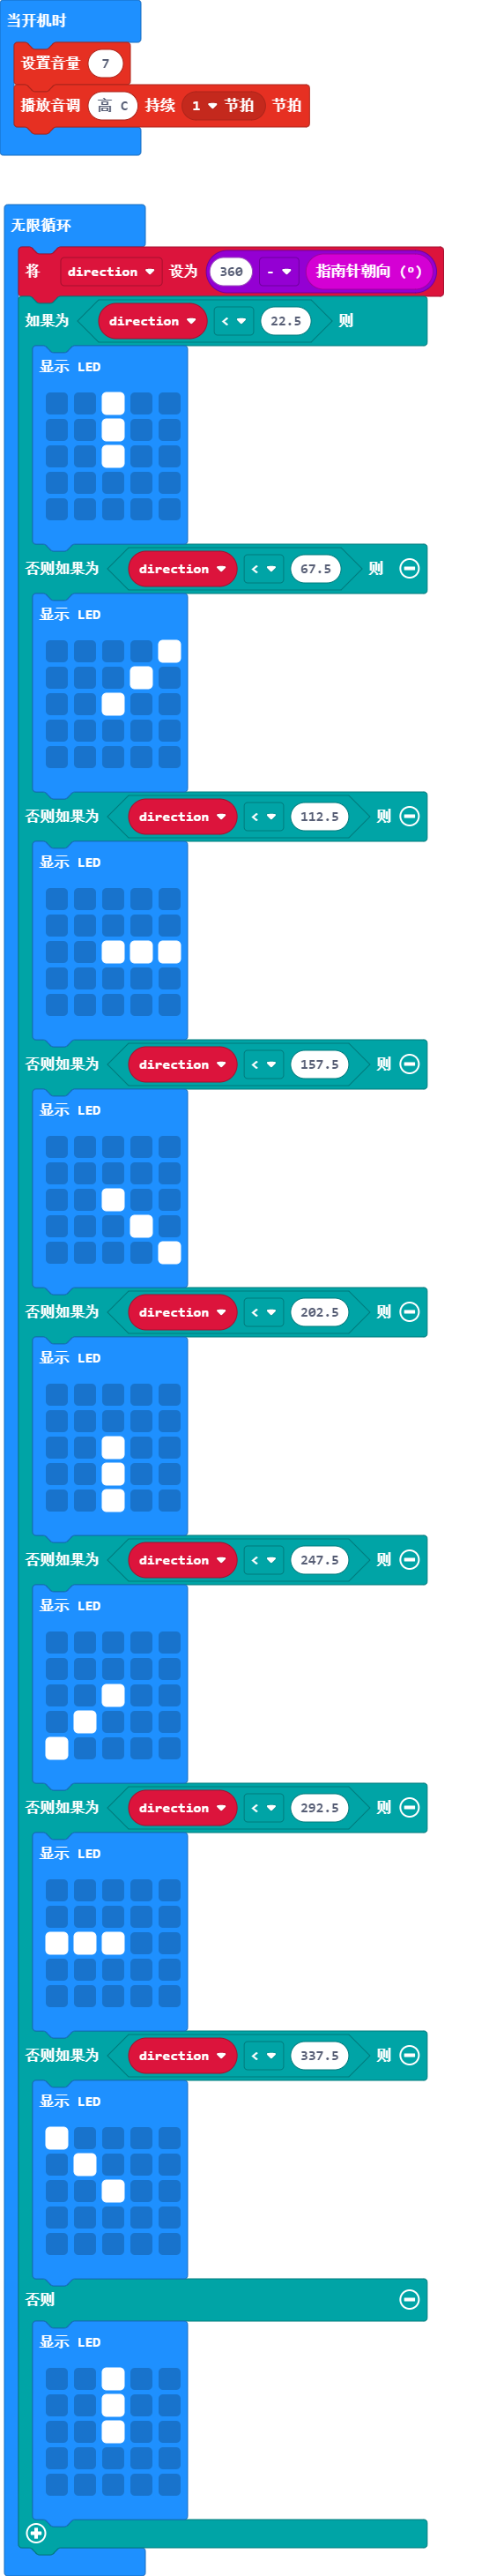 当开机时
设置音量 7
播放音调 高 C 持续 1 节拍 节拍
无限循环
将 direction 设为 360 - 指南针朝向 (°)
如果为 direction < 22.5 则
显示 LED
否则如果为 direction < 67.5 则
显示 LED
否则如果为 direction < 112.5 则
显示 LED
否则如果为 direction < 157.5 则
显示 LED
否则如果为 direction < 202.5 则
显示 LED
否则如果为 direction < 247.5 则
显示 LED
否则如果为 direction < 292.5 则
显示 LED
否则如果为 direction < 337.5 则
显示 LED
否则
显示 LED